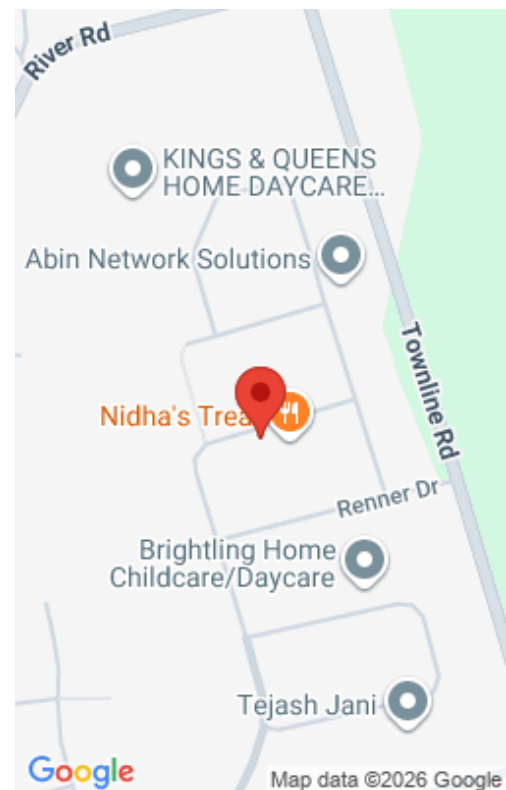 River Rd
KINGS & QUEENS
HOME DAYCARE...
Abin Network Solutions
Townline Rd
Nidha's Trea
Renner Dr
Brightling Home
Childcare/Daycare
Tejash Jani
Google
Map data ©2026 Google